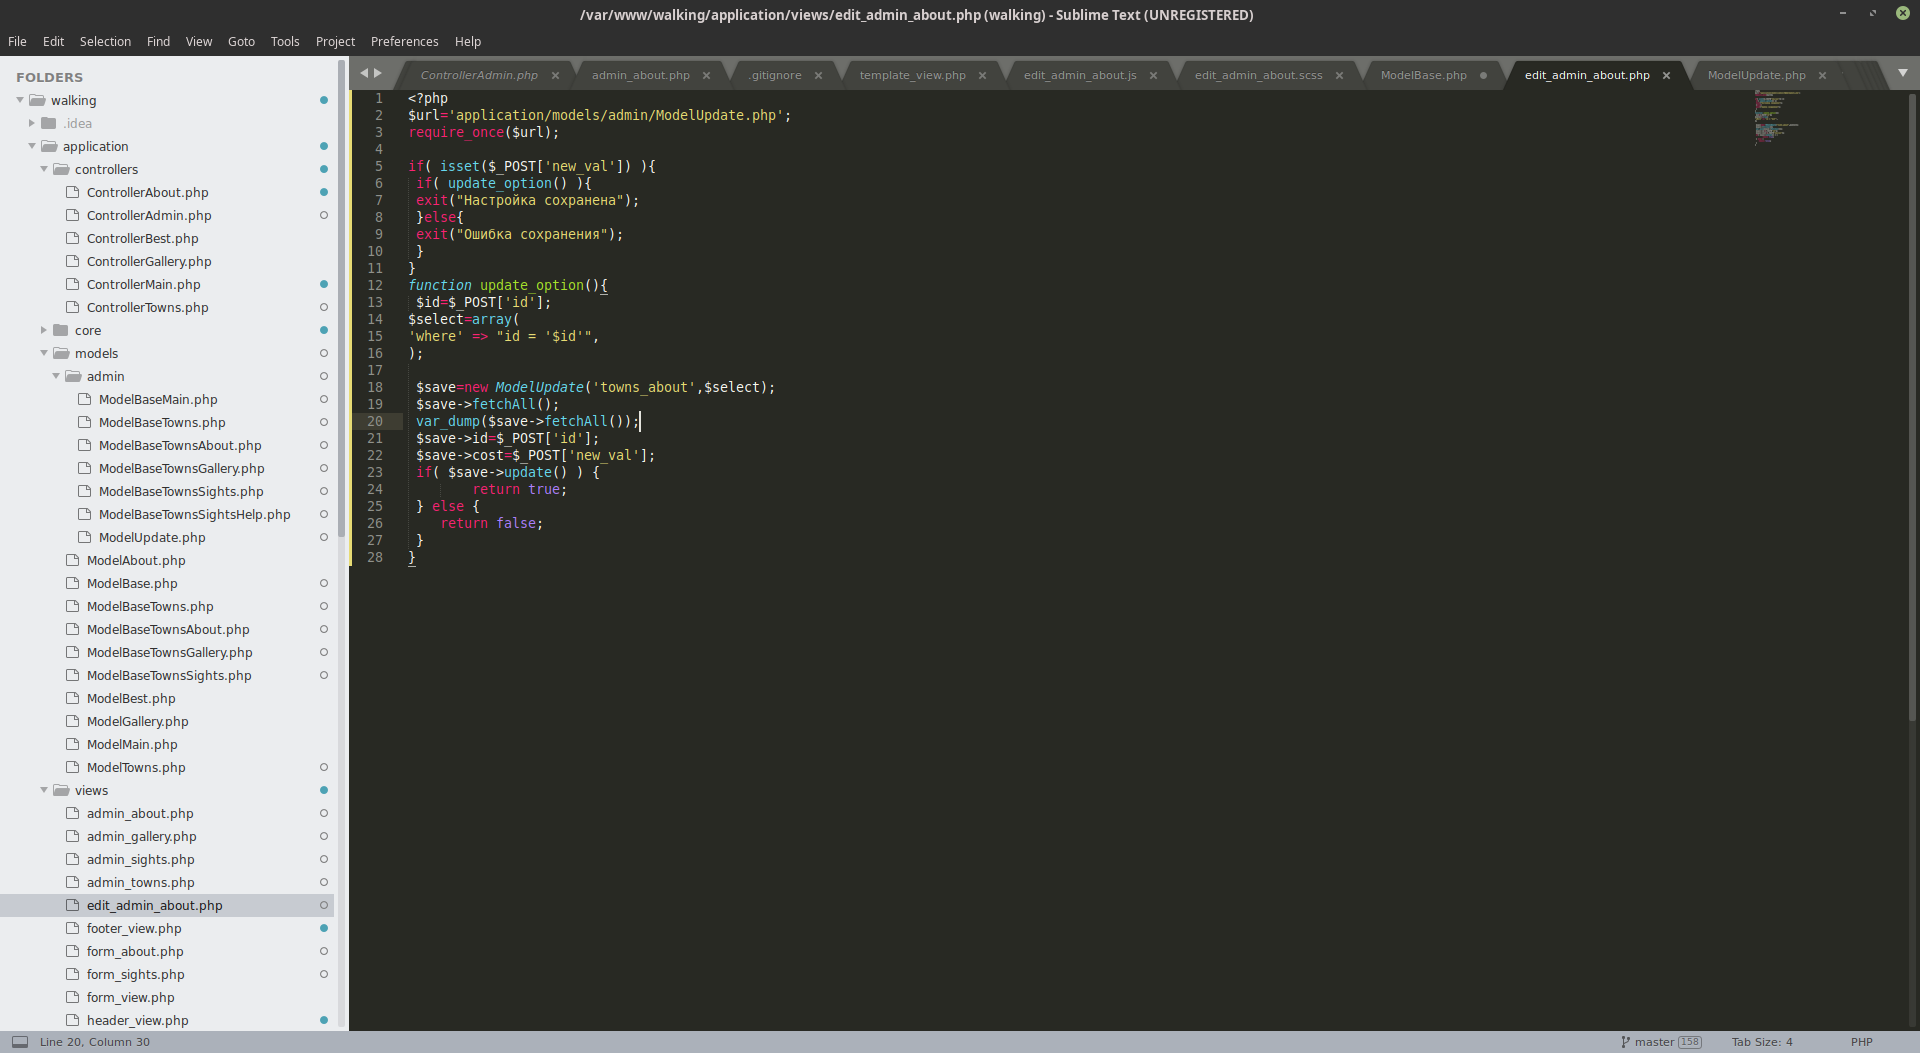 /var/www/walking/application/views/edit_admin_about.php (walking) - Sublime Text (UNREGISTERED)
File Edit Selection Find View Goto Tools Project Preferences Help
FOLDERS
walking
.idea
application
controllers
ControllerAbout.php
ControllerAdmin.php
ControllerBest.php
ControllerGallery.php
ControllerMain.php
ControllerTowns.php
core
models
admin
ModelBaseMain.php
ModelBaseTowns.php
ModelBaseTownsAbout.php
ModelBaseTownsGallery.php
ModelBaseTownsSights.php
ModelBaseTownsSightsHelp.php
ModelUpdate.php
ModelAbout.php
ModelBase.php
ModelBaseTowns.php
ModelBaseTownsAbout.php
ModelBaseTownsGallery.php
ModelBaseTownsSights.php
ModelBest.php
ModelGallery.php
ModelMain.php
ModelTowns.php
views
admin_about.php
admin_gallery.php
admin_sights.php
admin_towns.php
edit_admin_about.php
footer_view.php
form_about.php
form_sights.php
form_view.php
header_view.php
ControllerAdmin.php admin_about.php .gitignore template_view.php edit_admin_about.js edit_admin_about.scss ModelBase.php edit_admin_about.php ModelUpdate.php
1 <?php
2 $url='application/models/admin/ModelUpdate.php';
3 require_once($url);
4
5 if( isset($_POST['new_val']) ){
6 if( update_option() ){
7 exit("Настройка сохранена");
8 }else{
9 exit("Ошибка сохранения");
10 }
11 }
12 function update_option(){
13 $id=$_POST['id'];
14 $select=array(
15 'where' => "id = '$id'",
16 );
17
18 $save=new ModelUpdate('towns_about',$select);
19 $save->fetchAll();
20 var_dump($save->fetchAll());
21 $save->id=$_POST['id'];
22 $save->cost=$_POST['new_val'];
23 if( $save->update() ) {
24 return true;
25 } else {
26 return false;
27 }
28 }
Line 20, Column 30 master 158 Tab Size: 4 PHP